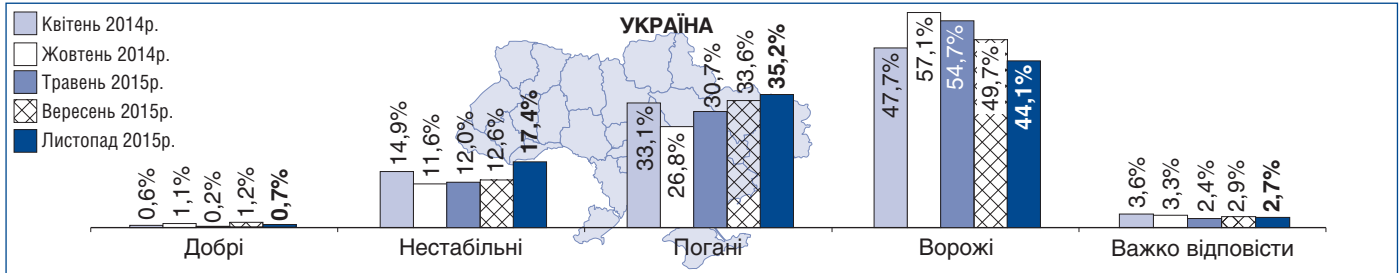 УКРАЇНА
Квітень 2014р.
Жовтень 2014р.
Травень 2015р.
Вересень 2015р.
Листопад 2015р.
0,6% 1,1% 0,2% 1,2% 0,7%
14,9% 11,6% 12,0% 12,6% 17,4%
33,1% 26,8% 30,7% 33,6% 35,2%
47,7% 57,1% 54,7% 49,7% 44,1%
3,6% 3,3% 2,4% 2,9% 2,7%
Добрі Нестабільні Погані Ворожі Важко відповісти